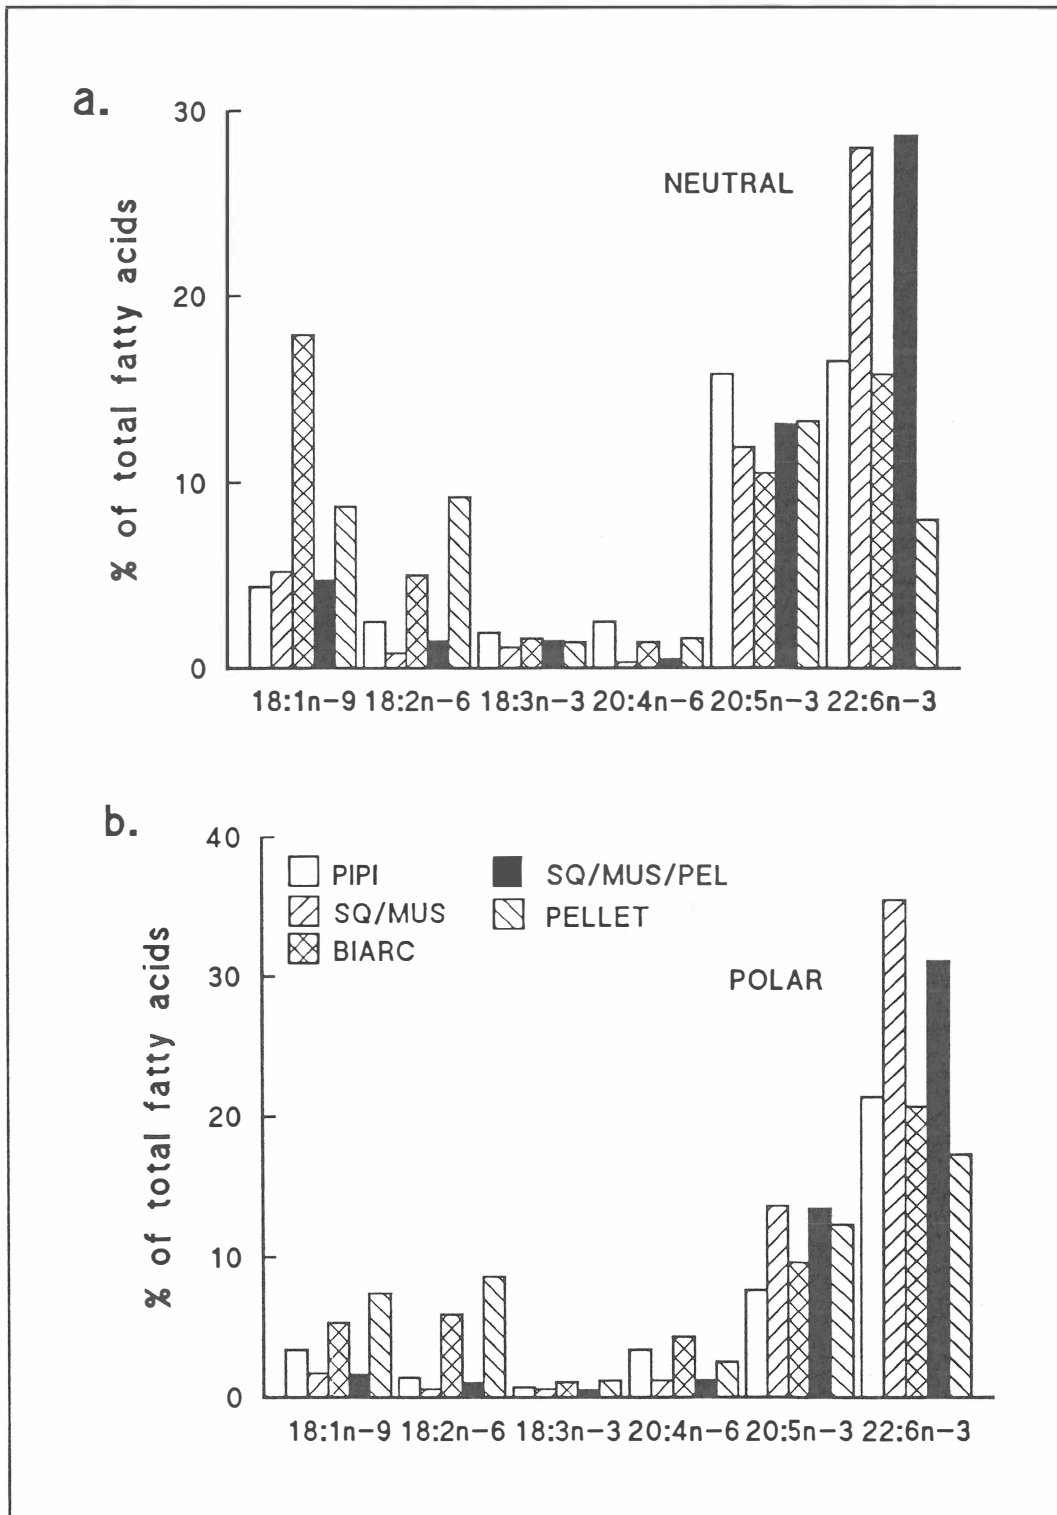 a.
% of total fatty acids
30
20
10
0
NEUTRAL
18:1n-9 18:2n-6 18:3n-3 20:4n-6 20:5n-3 22:6n-3
b.
% of total fatty acids
40
30
20
10
0
PIPI
SQ/MUS
BIARC
SQ/MUS/PEL
PELLET
POLAR
18:1n-9 18:2n-6 18:3n-3 20:4n-6 20:5n-3 22:6n-3